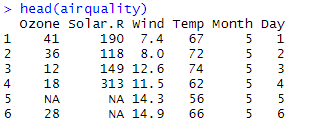 > head(airquality)
  Ozone Solar.R Wind Temp Month Day
1    41     190  7.4   67     5   1
2    36     118  8.0   72     5   2
3    12     149 12.6   74     5   3
4    18     313 11.5   62     5   4
5    NA      NA 14.3   56     5   5
6    28      NA 14.9   66     5   6